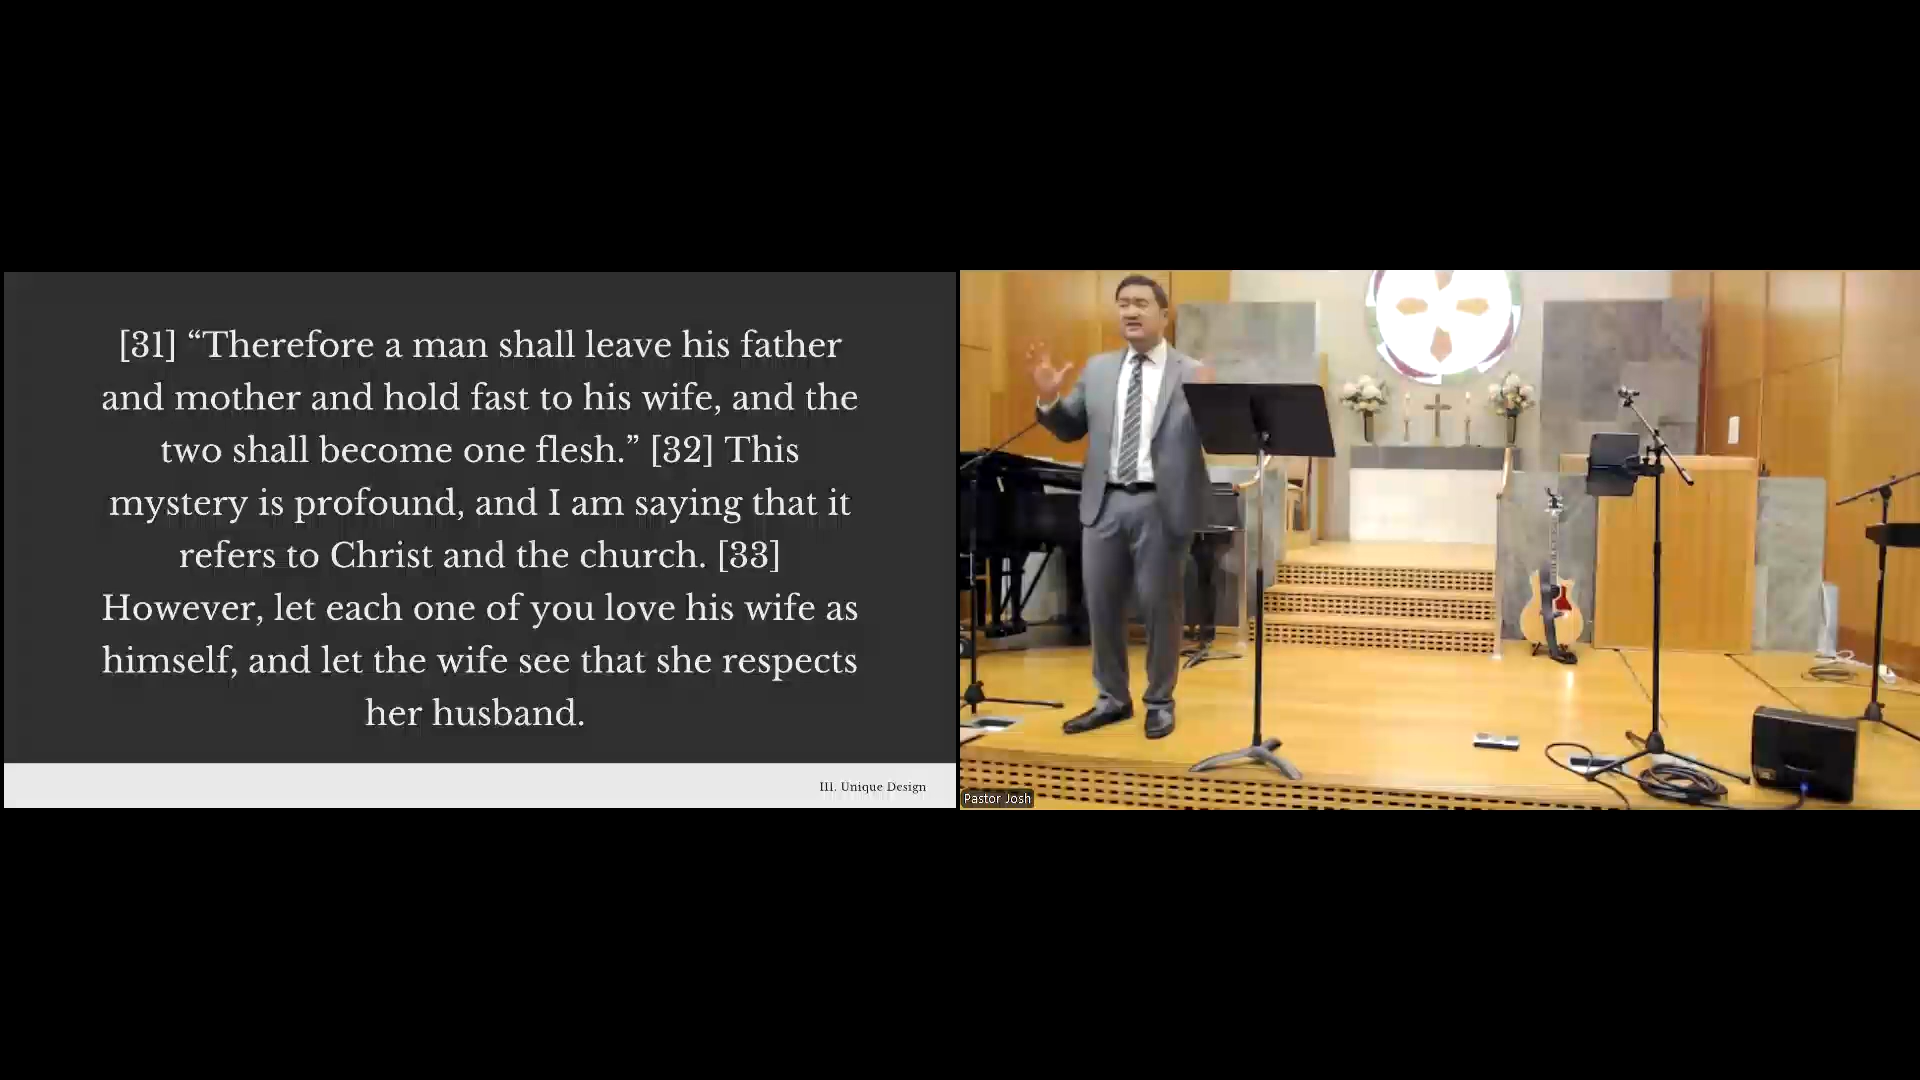 [31] “Therefore a man shall leave his father
and mother and hold fast to his wife, and the
two shall become one flesh.” [32] This
mystery is profound, and I am saying that it
refers to Christ and the church. [33]
However, let each one of you love his wife as
himself, and let the wife see that she respects
her husband.
III. Unique Design
Pastor Josh